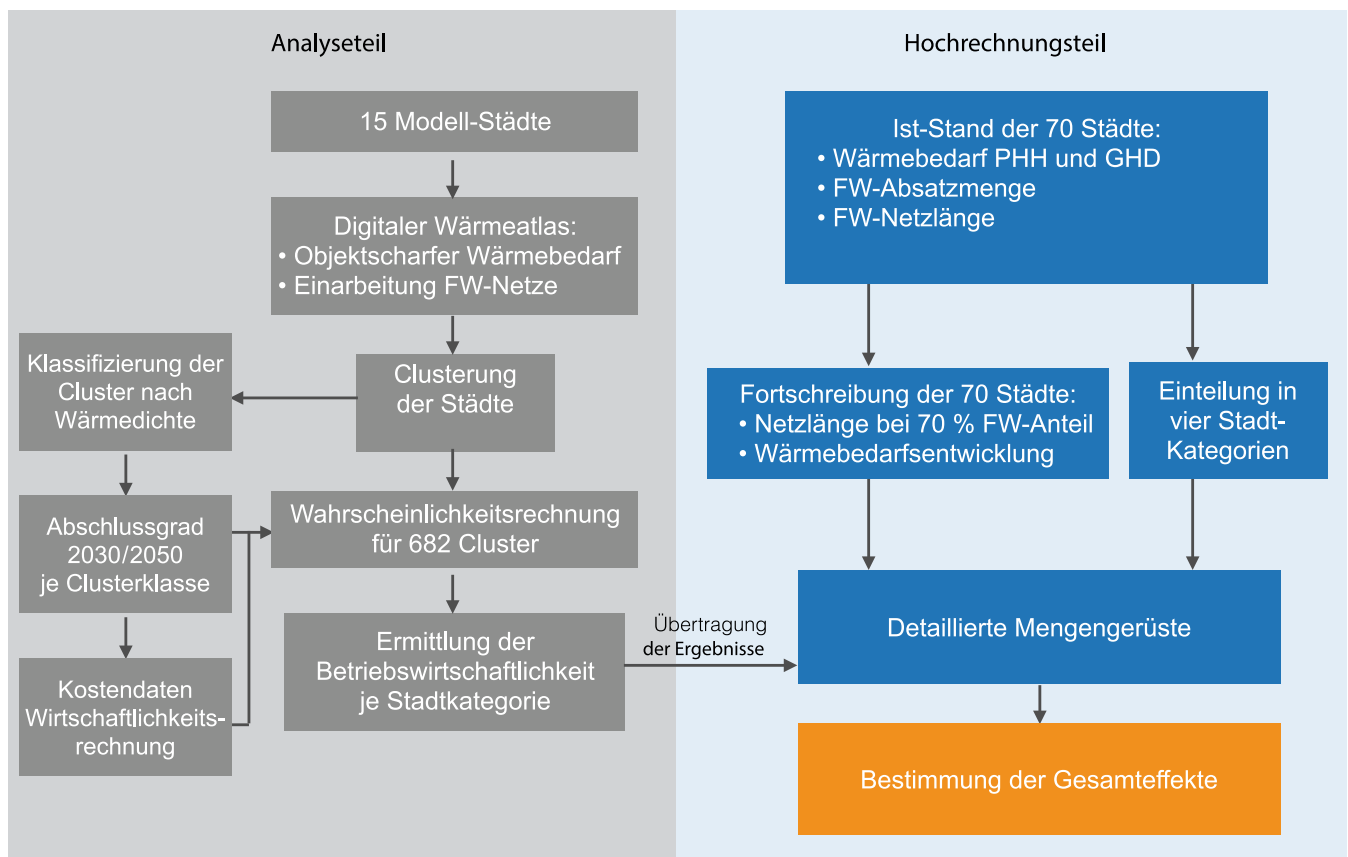 Analyseteil
15 Modell-Städte
Digitaler Wärmeatlas:
• Objektscharfer Wärmebedarf
• Einarbeitung FW-Netze
Clusterung
der Städte
Klassifizierung der
Cluster nach
Wärmedichte
Abschlussgrad
2030/2050
je Clusterklasse
Kostendaten
Wirtschaftlichkeits-
rechnung
Wahrscheinlichkeitsrechnung
für 682 Cluster
Ermittlung der
Betriebswirtschaftlichkeit
je Stadtkategorie
Übertragung
der Ergebnisse
Hochrechnungsteil
Ist-Stand der 70 Städte:
• Wärmebedarf PHH und GHD
• FW-Absatzmenge
• FW-Netzlänge
Fortschreibung der 70 Städte:
• Netzlänge bei 70 % FW-Anteil
• Wärmebedarfsentwicklung
Einteilung in
vier Stadt-
Kategorien
Detaillierte Mengengerüste
Bestimmung der Gesamteffekte